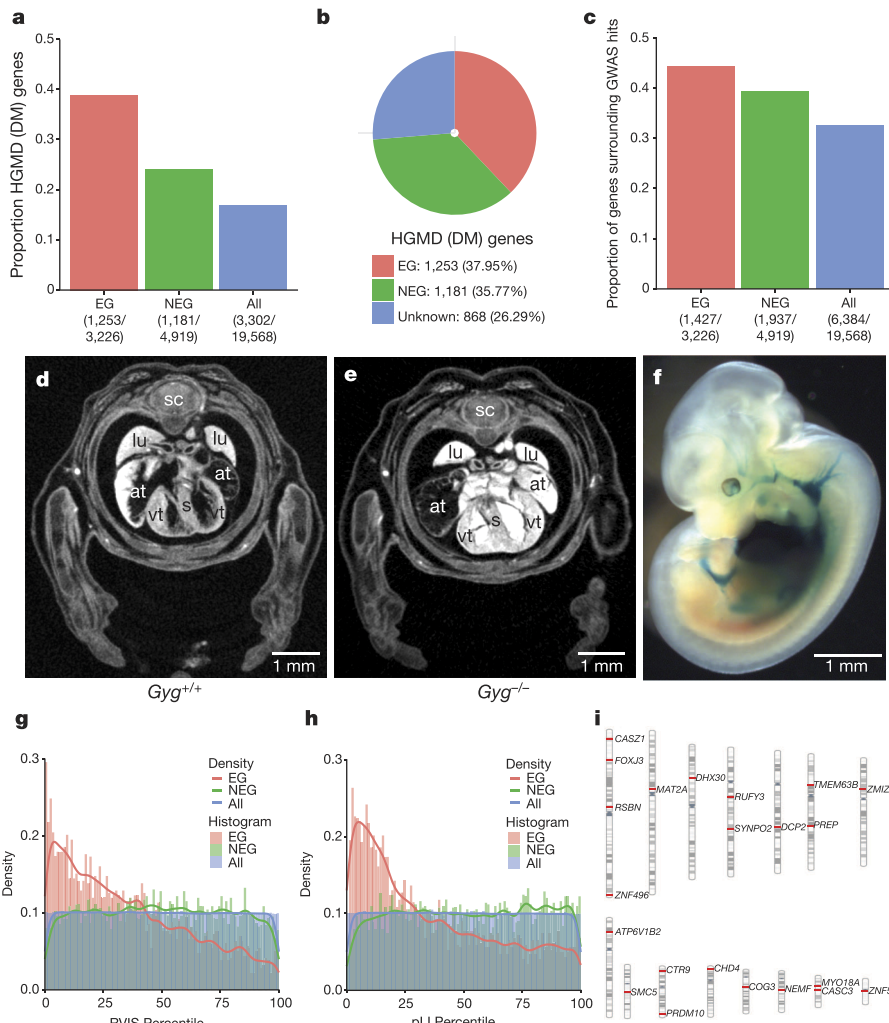 a
Proportion HGMD (DM) genes
0.5
0.4
0.3
0.2
0.1
0
EG
(1,253/
3,226)
NEG
(1,181/
4,919)
All
(3,302/
19,568)
b
HGMD (DM) genes
EG: 1,253 (37.95%)
NEG: 1,181 (35.77%)
Unknown: 868 (26.29%)
c
Proportion of genes surrounding GWAS hits
0.5
0.4
0.3
0.2
0.1
0
EG
(1,427/
3,226)
NEG
(1,937/
4,919)
All
(6,384/
19,568)
d
sc
lu
lu
at
at
vt
s
vt
1 mm
Gyg+/+
e
sc
lu
lu
at
at
vt
s
vt
1 mm
Gyg–/–
f
1 mm
g
Density
0.3
0.2
0.1
0.0
0
25
50
75
100
RVIS Percentile
Density
EG
NEG
All
Histogram
EG
NEG
All
h
Density
0.3
0.2
0.1
0.0
0
25
50
75
100
pLI Percentile
Density
EG
NEG
All
Histogram
EG
NEG
All
i
CASZ1
FOXJ3
RSBN
ZNF496
MAT2A
DHX30
RUFY3
SYNPO2
DCP2
TMEM63B
PREP
ZMIZ
ATP6V1B2
SMC5
CTR9
PRDM10
CHD4
COG3
NEMF
MYO18A
CASC3
ZNF5